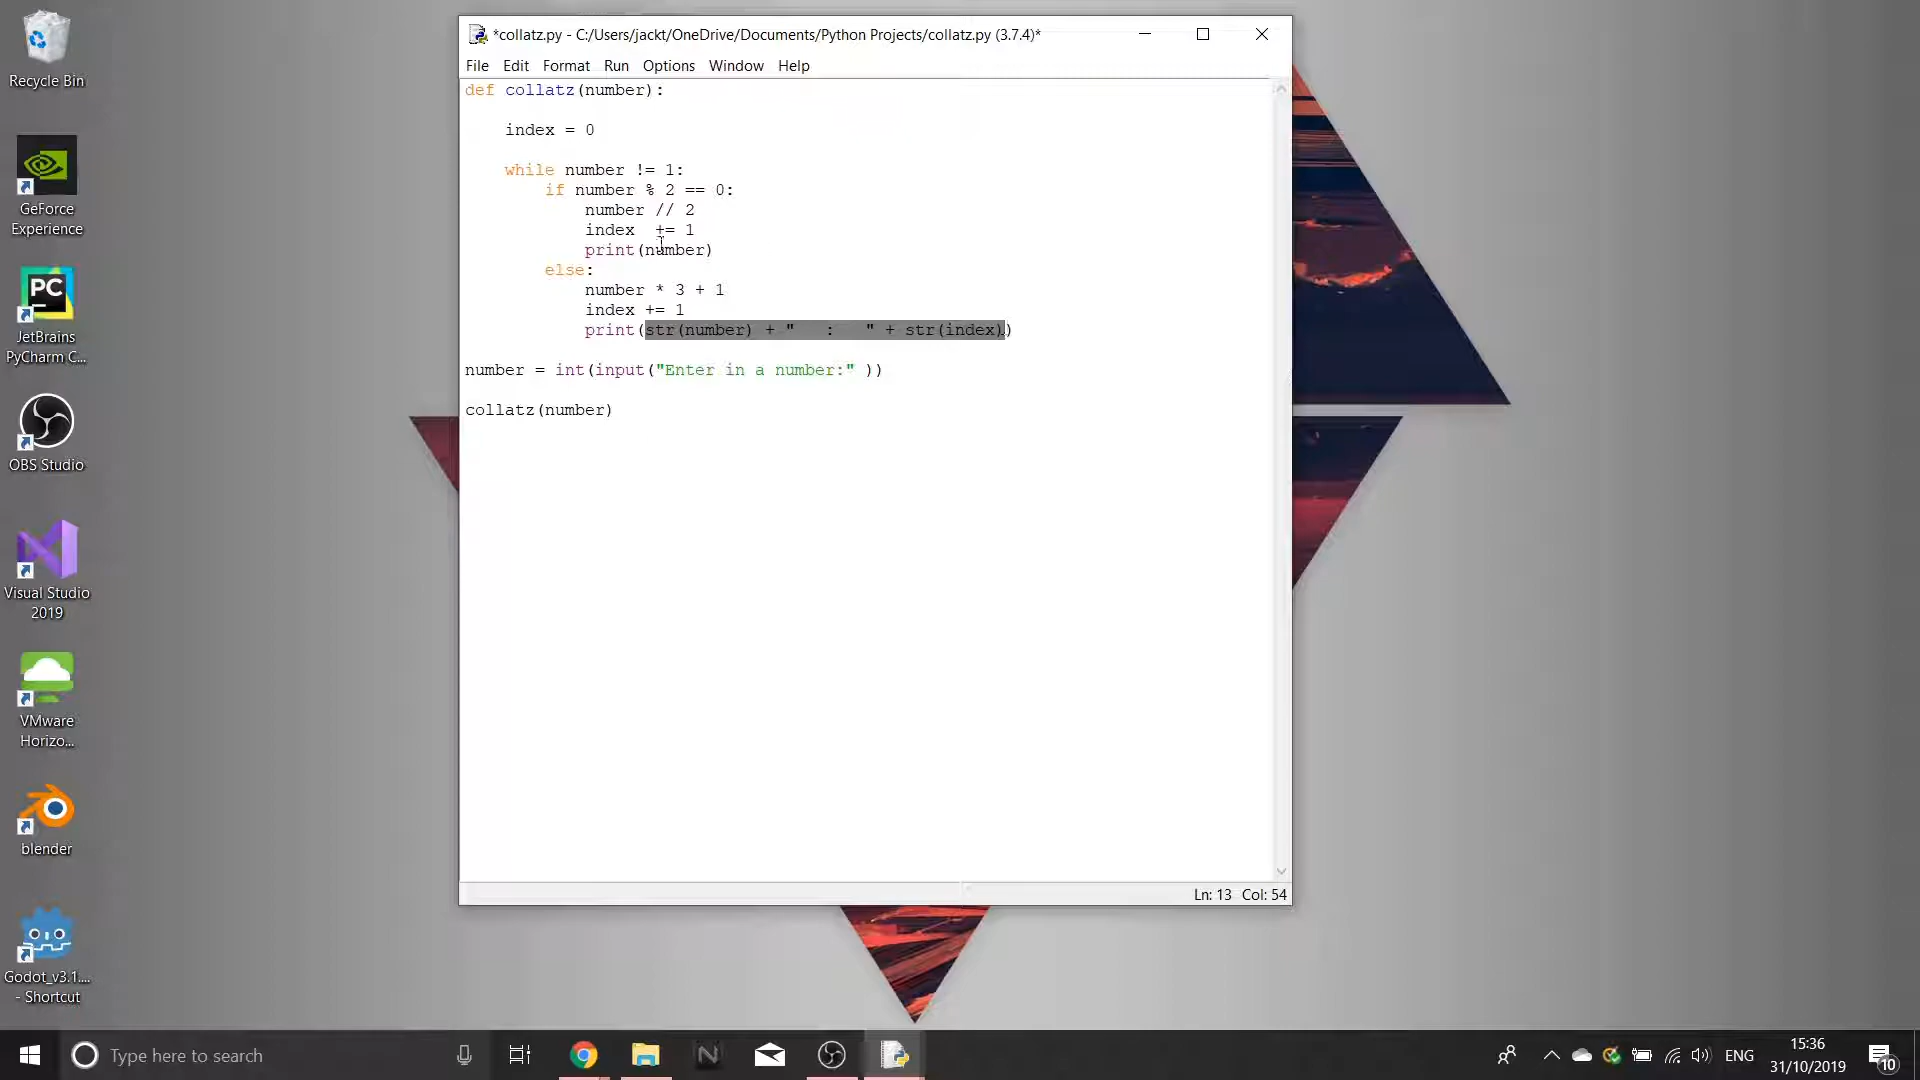 *collatz.py - C:/Users/jackt/OneDrive/Documents/Python Projects/collatz.py (3.7.4)*
File Edit Format Run Options Window Help
def collatz(number):
index = 0
while number != 1:
if number % 2 == 0:
number // 2
index  += 1
print(number)
else:
number * 3 + 1
index += 1
print(str(number) + "   :   " + str(index))
number = int(input("Enter in a number:" ))
collatz(number)
Ln: 13 Col: 54
Recycle Bin
GeForce
Experience
PC
JetBrains
PyCharm C...
OBS Studio
Visual Studio
2019
VMware
Horizo...
blender
Godot_v3.1....
- Shortcut
Type here to search
N
ENG
15:36
31/10/2019
10